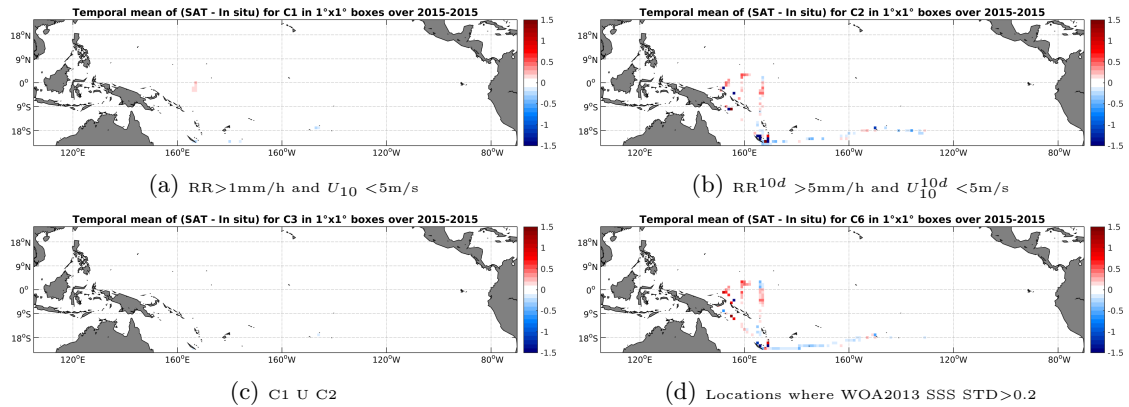 Temporal mean of (SAT - In situ) for C1 in 1°x1° boxes over 2015-2015
18°N
9°N
0°
9°S
18°S
120°E 160°E 160°W 120°W 80°W
1.5
1
0.5
0
-0.5
-1
-1.5
(a) RR>1mm/h and U10 <5m/s
Temporal mean of (SAT - In situ) for C2 in 1°x1° boxes over 2015-2015
18°N
9°N
0°
9°S
18°S
120°E 160°E 160°W 120°W 80°W
1.5
1
0.5
0
-0.5
-1
-1.5
(b) RR10d >5mm/h and U10d10 <5m/s
Temporal mean of (SAT - In situ) for C3 in 1°x1° boxes over 2015-2015
18°N
9°N
0°
9°S
18°S
120°E 160°E 160°W 120°W 80°W
1.5
1
0.5
0
-0.5
-1
-1.5
(c) C1 U C2
Temporal mean of (SAT - In situ) for C6 in 1°x1° boxes over 2015-2015
18°N
9°N
0°
9°S
18°S
120°E 160°E 160°W 120°W 80°W
1.5
1
0.5
0
-0.5
-1
-1.5
(d) Locations where WOA2013 SSS STD>0.2